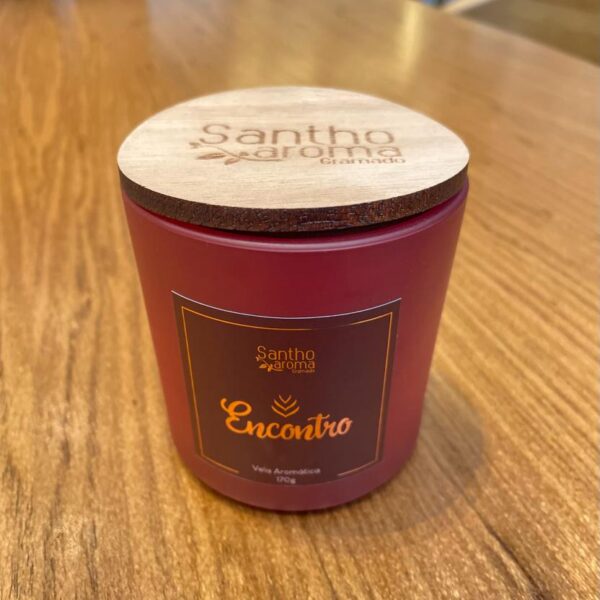 Santho
aroma
Gramado
Santho
aroma
Gramado
Encontro
Vela Aromática
170g